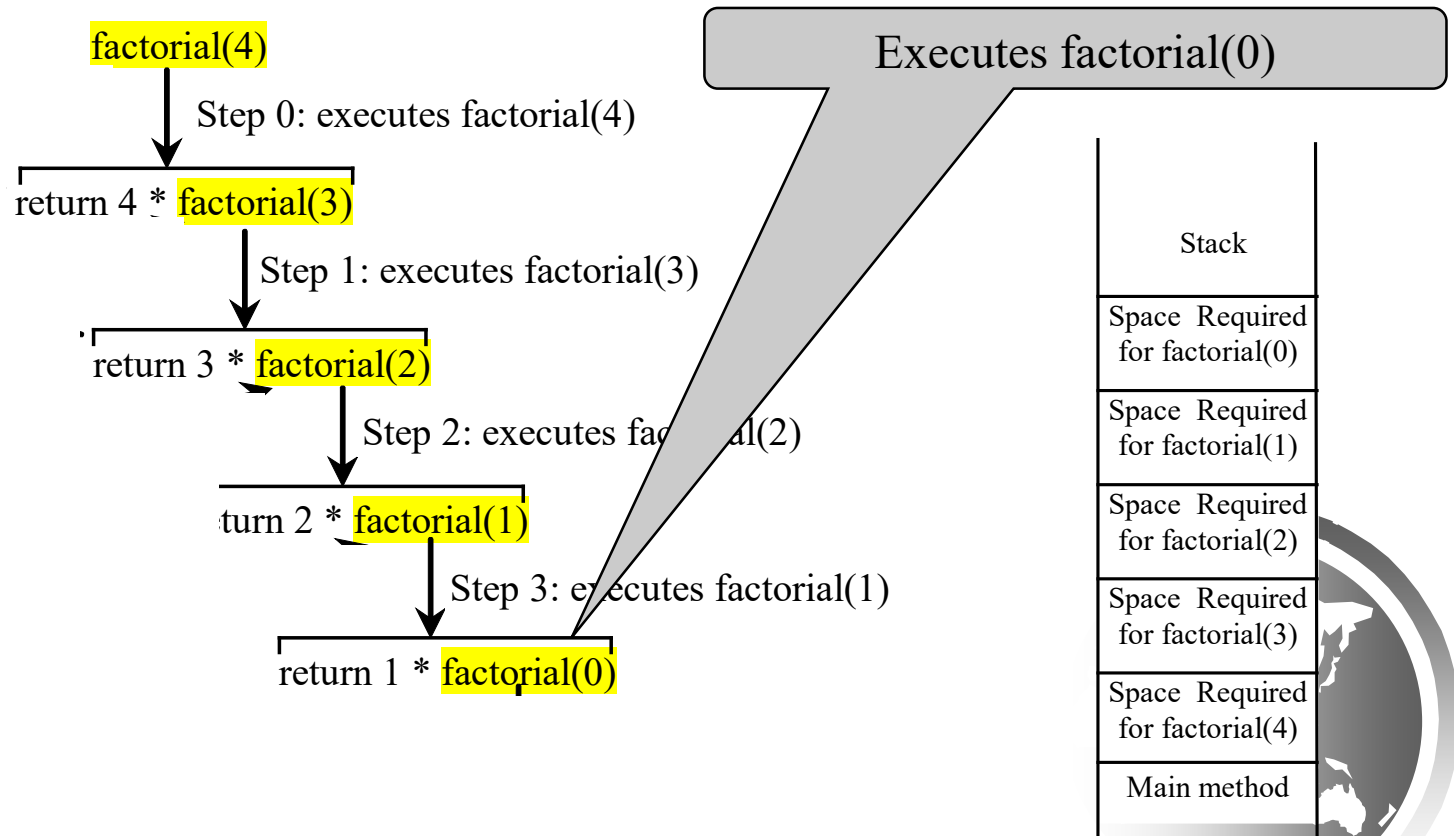 factorial(4)
Executes factorial(0)
Step 0: executes factorial(4)
return 4 * factorial(3)
Step 1: executes factorial(3)
return 3 * factorial(2)
Step 2: executes (2)
2 * factorial(1)
Step 3: executes factorial(1)
return 1 * factorial(0)
Stack
Space Required
for factorial(0)
Space Required
for factorial(1)
Space Required
for factorial(2)
Space Required
for factorial(3)
Space Required
for factorial(4)
Main method